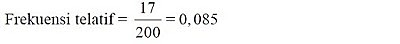 Frekuensi telatif = 17/200 = 0,085